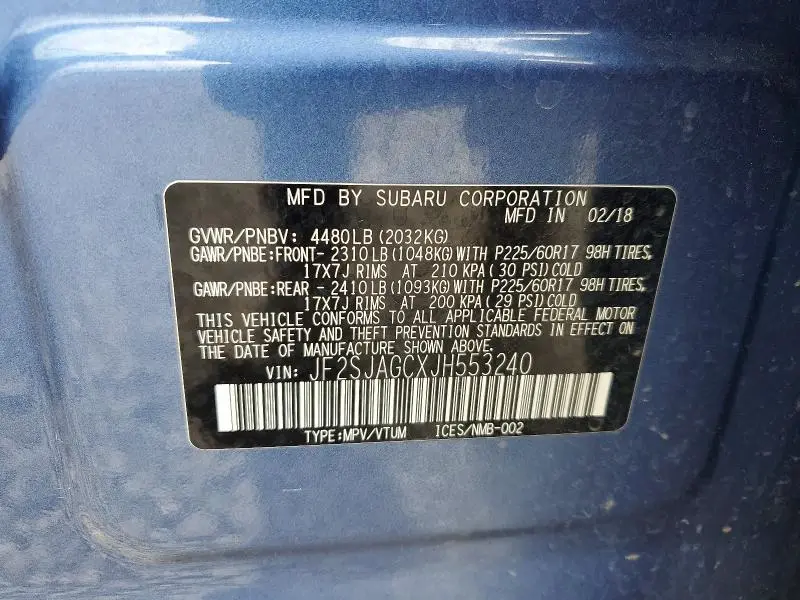 MFD BY SUBARU CORPORATION
MFD IN 02/18
GVWR/PNBV: 4480LB(2032KG)
GAWR/PNBE:FRONT- 2310LB(1048KG)WITH P225/60R17 98H TIRES,
17X7J RIMS AT 210 KPA( 30 PSI)COLD
GAWR/PNBE:REAR - 2410LB(1093KG)WITH P225/60R17 98H TIRES,
17X7J RIMS AT 200 KPA( 29 PSI)COLD
THIS VEHICLE CONFORMS TO ALL APPLICABLE FEDERAL MOTOR
VEHICLE SAFETY AND THEFT PREVENTION STANDARDS IN EFFECT ON
THE DATE OF MANUFACTURE SHOWN ABOVE.
VIN: JF2SJAGCXJH553240
TYPE:MPV/VTUM ICES/NMB-002